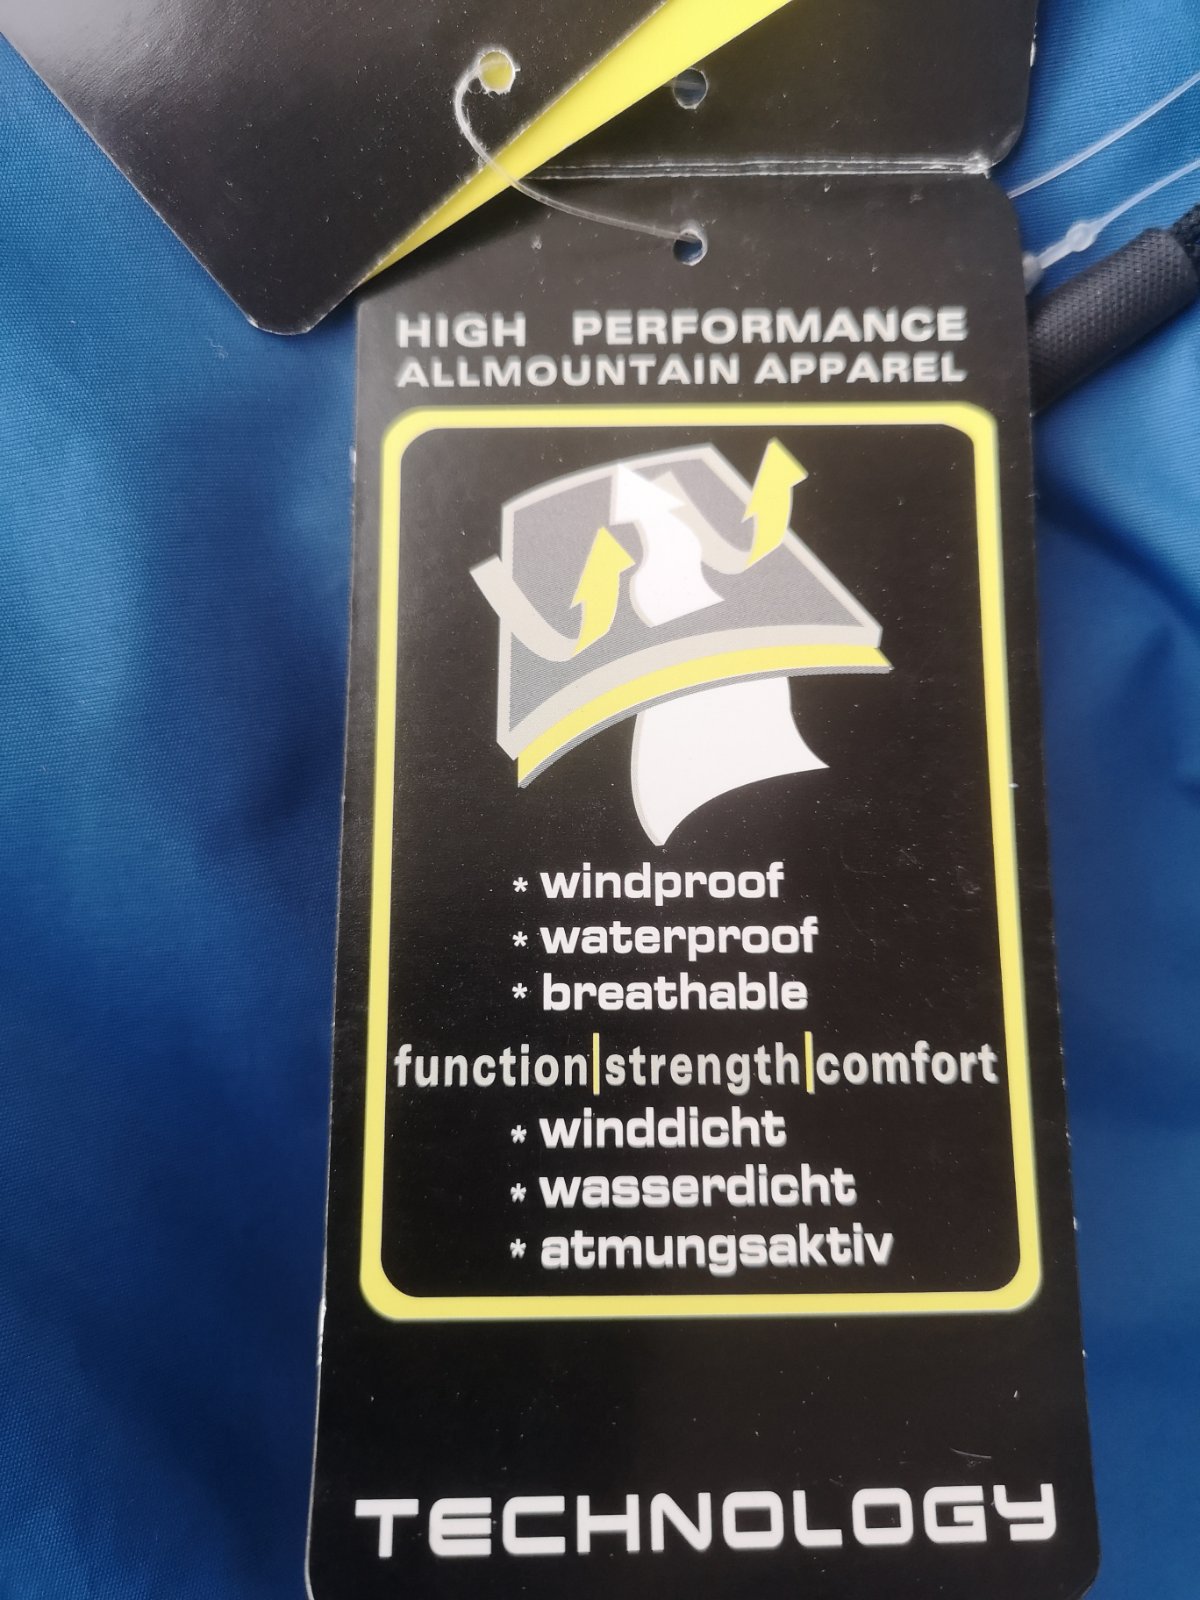 HIGH PERFORMANCE
ALLMOUNTAIN APPAREL
* windproof
* waterproof
* breathable
function|strength|comfort
* winddicht
* wasserdicht
* atmungsaktiv
TECHNOLOGY